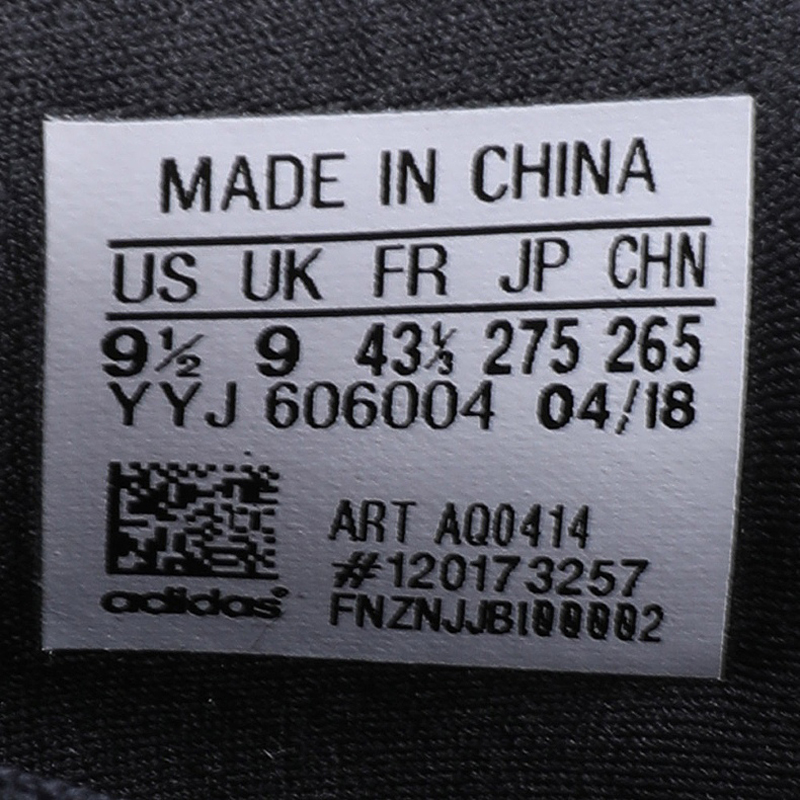 MADE IN CHINA
US UK FR JP CHN
9½ 9 43⅓ 275 265
YYJ 606004 04/18
ART AQ0414
#120173257
adidas